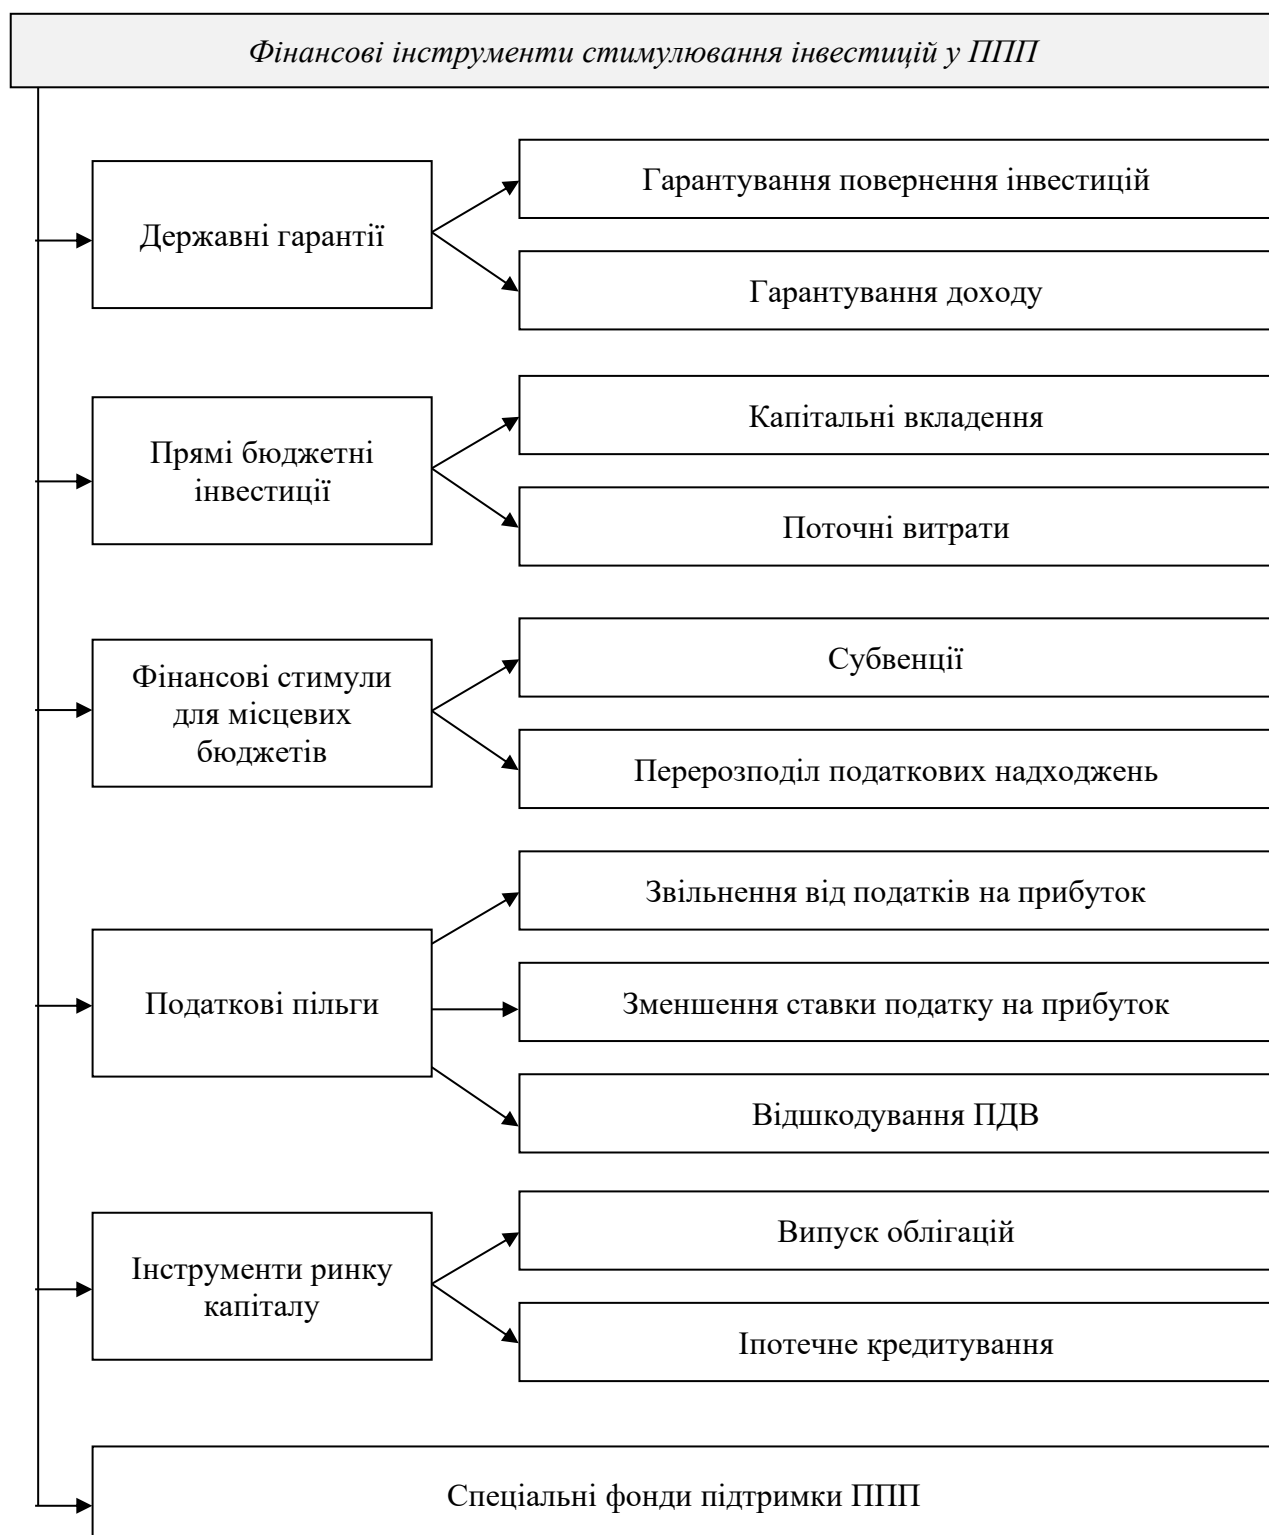 Фінансові інструменти стимулювання інвестицій у ППП
Державні гарантії
Гарантування повернення інвестицій
Гарантування доходу
Прямі бюджетні
інвестиції
Капітальні вкладення
Поточні витрати
Фінансові стимули
для місцевих
бюджетів
Субвенції
Перерозподіл податкових надходжень
Податкові пільги
Звільнення від податків на прибуток
Зменшення ставки податку на прибуток
Відшкодування ПДВ
Інструменти ринку
капіталу
Випуск облігацій
Іпотечне кредитування
Спеціальні фонди підтримки ППП